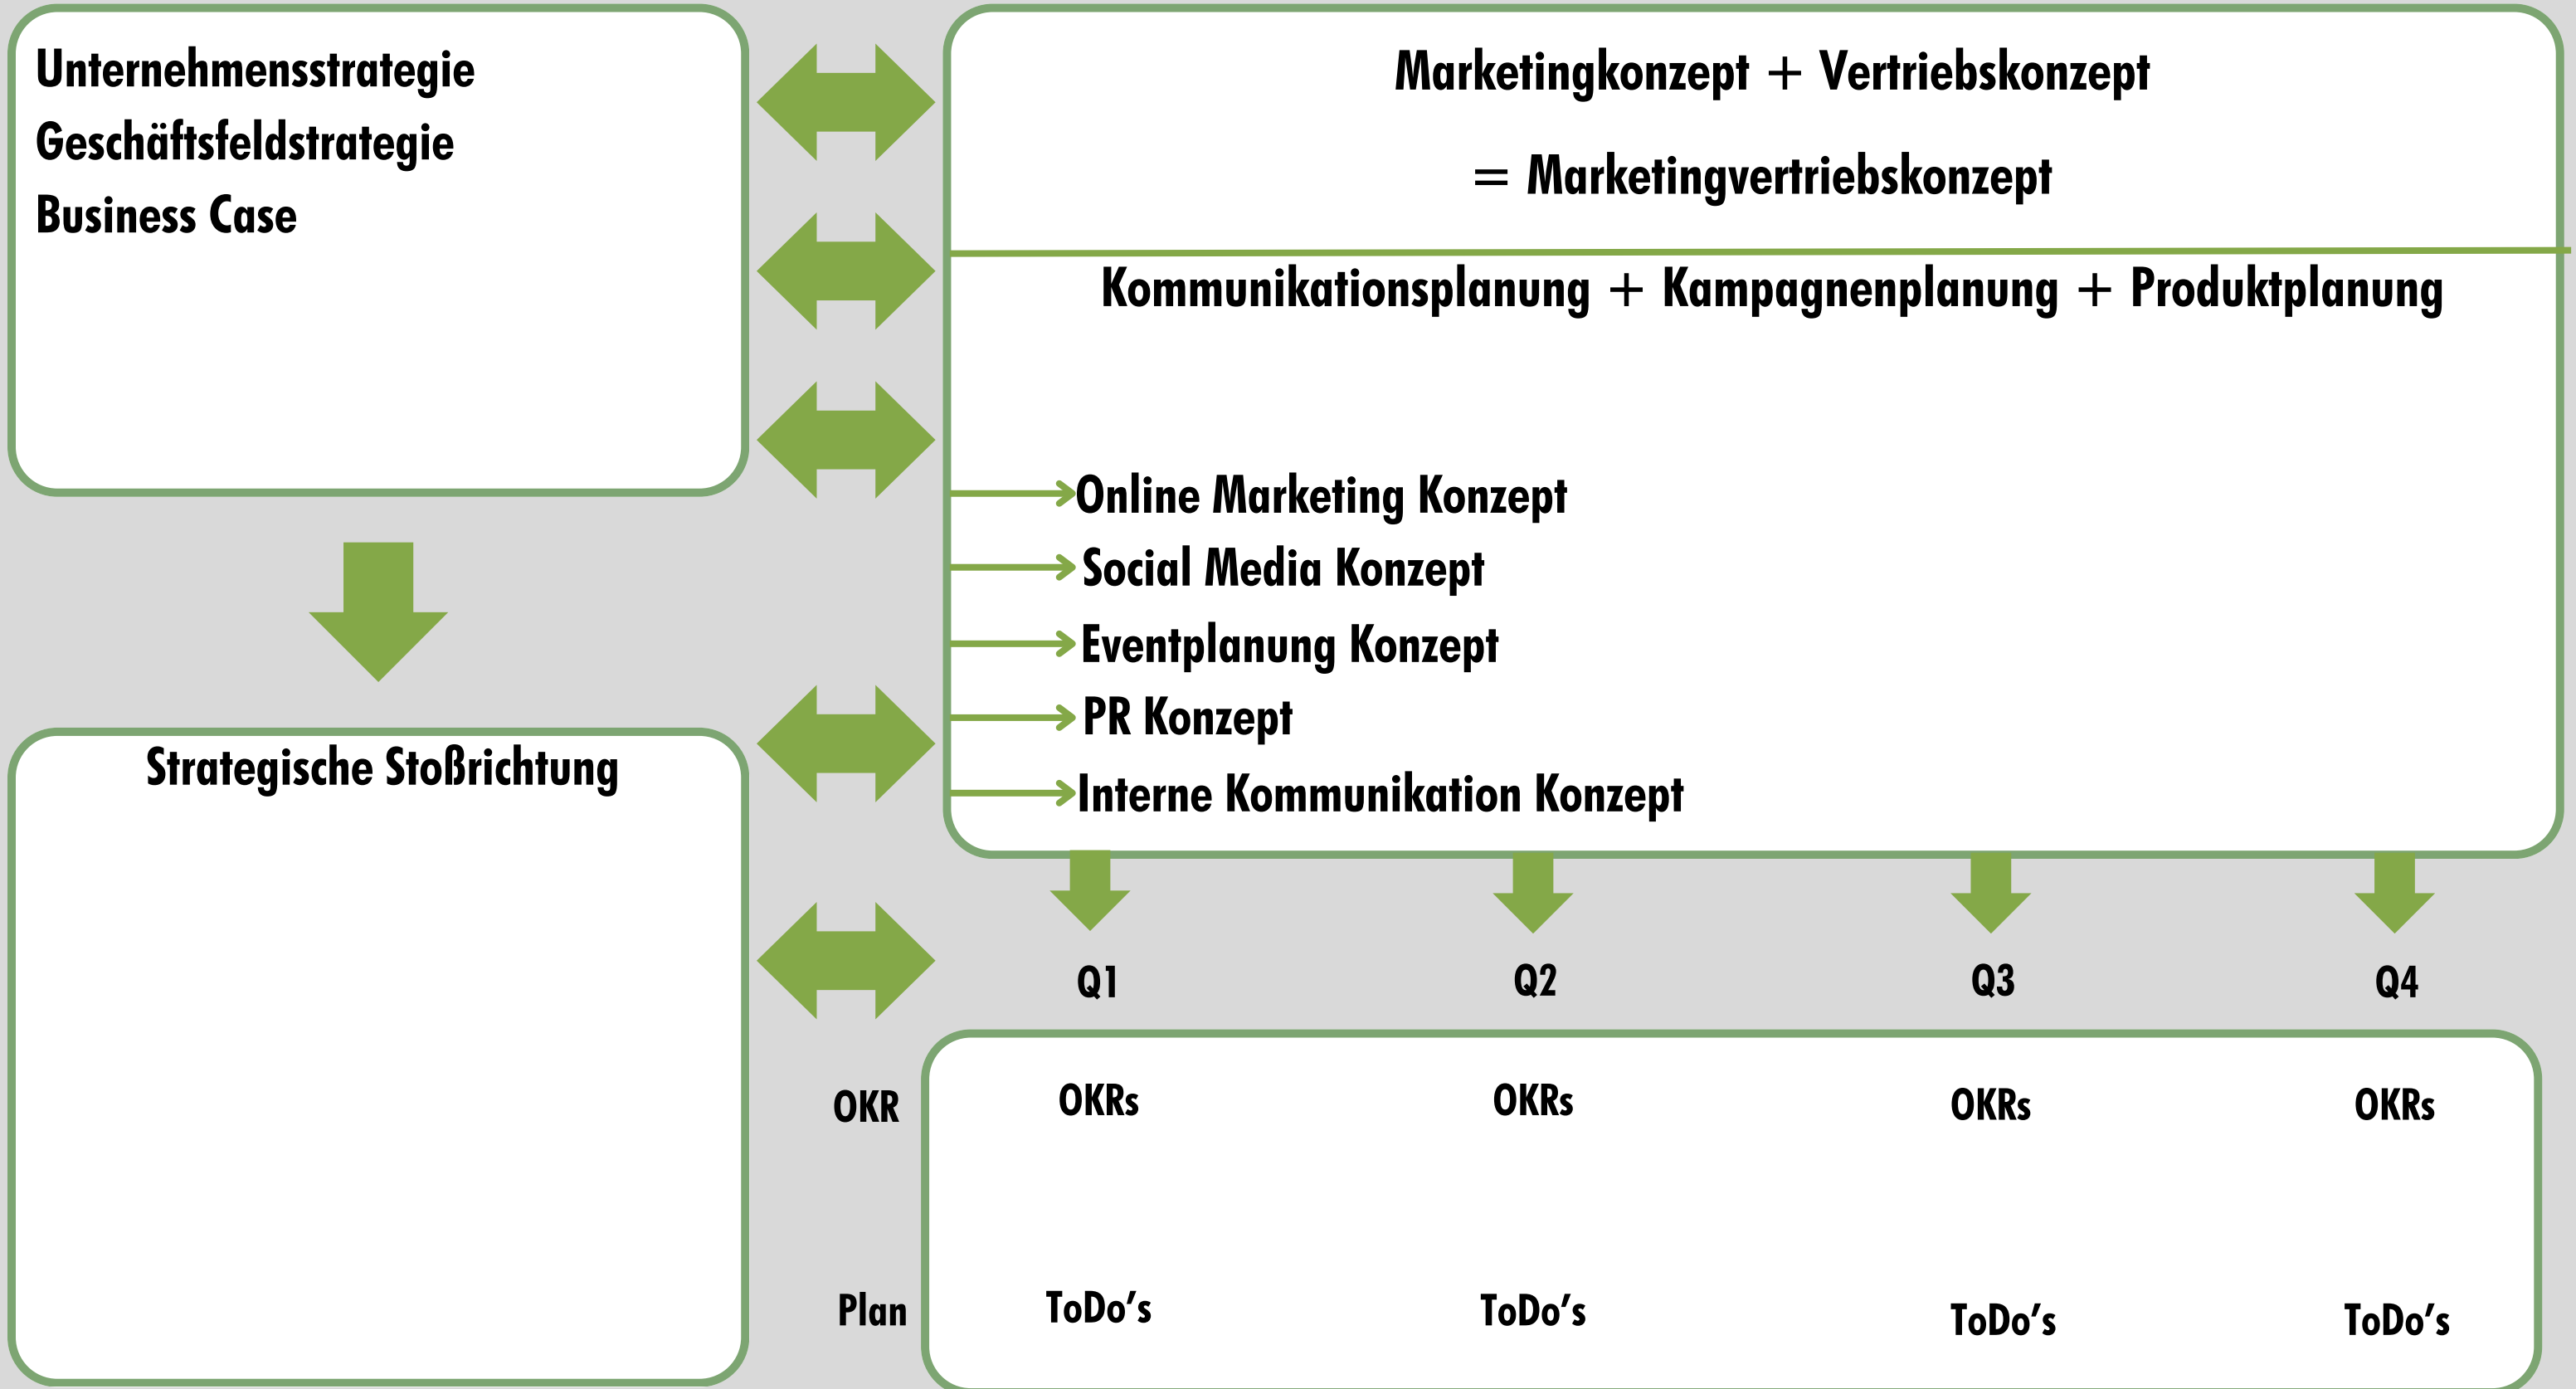 Unternehmensstrategie
Geschäftsfeldstrategie
Business Case
Marketingkonzept + Vertriebskonzept
= Marketingvertriebskonzept
Kommunikationsplanung + Kampagnenplanung + Produktplanung
Online Marketing Konzept
Social Media Konzept
Eventplanung Konzept
PR Konzept
Interne Kommunikation Konzept
Strategische Stoßrichtung
Q1 Q2 Q3 Q4
OKR OKRs OKRs OKRs OKRs
Plan ToDo’s ToDo’s ToDo’s ToDo’s